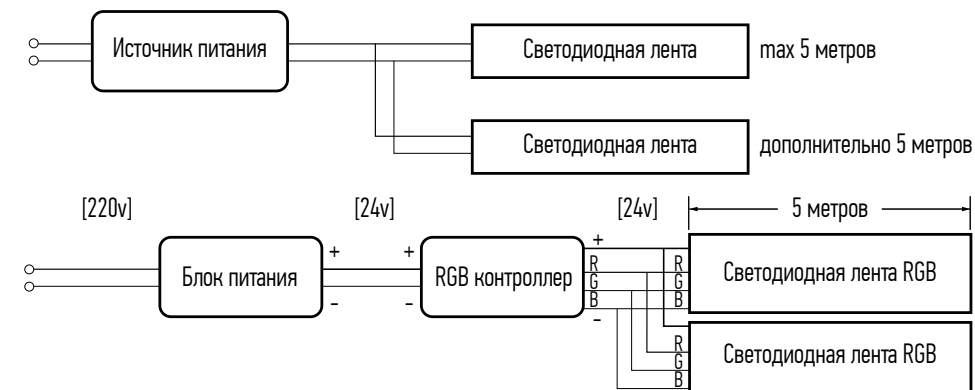 Источник питания
Светодиодная лента
max 5 метров
Светодиодная лента
дополнительно 5 метров
[220v]
[24v]
[24v]
5 метров
Блок питания
+
-
+
-
RGB контроллер
+
R
G
B
-
R
G
B
Светодиодная лента RGB
R
G
B
Светодиодная лента RGB